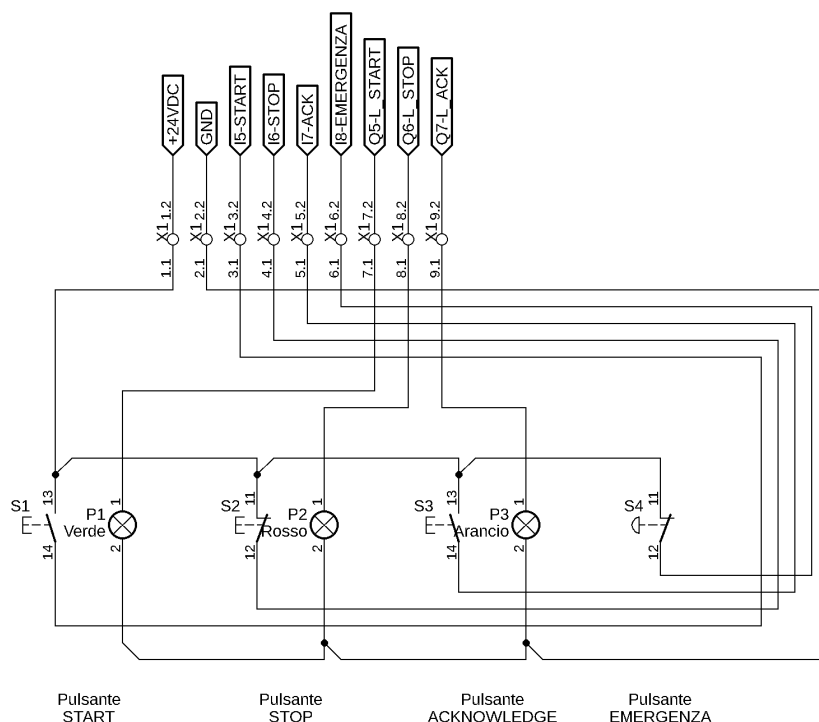 +24VDC
GND
I5-START
I6-STOP
I7-ACK
I8-EMERGENZA
Q5-L_START
Q6-L_STOP
Q7-L_ACK
X1 1.2
X1 2.2
X1 3.2
X1 4.2
X1 5.2
X1 6.2
X1 7.2
X1 8.2
X1 9.2
1.1
2.1
3.1
4.1
5.1
6.1
7.1
8.1
9.1
S1
13
14
P1
Verde
1
2
S2
11
12
P2
Rosso
1
2
S3
13
14
P3
Arancio
1
2
S4
11
12
Pulsante
START
Pulsante
STOP
Pulsante
ACKNOWLEDGE
Pulsante
EMERGENZA